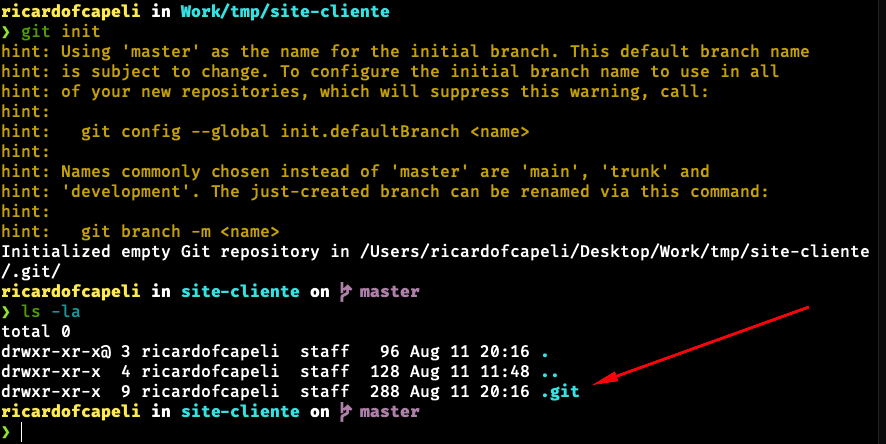 ricardofcapeli in Work/tmp/site-cliente
❯ git init
hint: Using 'master' as the name for the initial branch. This default branch name
hint: is subject to change. To configure the initial branch name to use in all
hint: of your new repositories, which will suppress this warning, call:
hint:
hint:   git config --global init.defaultBranch <name>
hint:
hint: Names commonly chosen instead of 'master' are 'main', 'trunk' and
hint: 'development'. The just-created branch can be renamed via this command:
hint:
hint:   git branch -m <name>
Initialized empty Git repository in /Users/ricardofcapeli/Desktop/Work/tmp/site-cliente
/.git/
ricardofcapeli in site-cliente on master
❯ ls -la
total 0
drwxr-xr-x@ 3 ricardofcapeli  staff   96 Aug 11 20:16 .
drwxr-xr-x  4 ricardofcapeli  staff  128 Aug 11 11:48 ..
drwxr-xr-x  9 ricardofcapeli  staff  288 Aug 11 20:16 .git
ricardofcapeli in site-cliente on master
❯